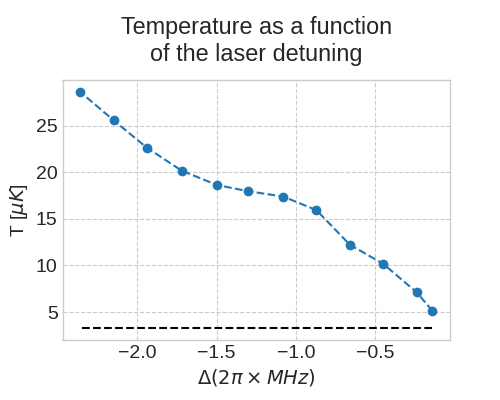 Temperature as a function
of the laser detuning
T [μK]
25
20
15
10
5
−2.0 −1.5 −1.0 −0.5
Δ(2π × MHz)